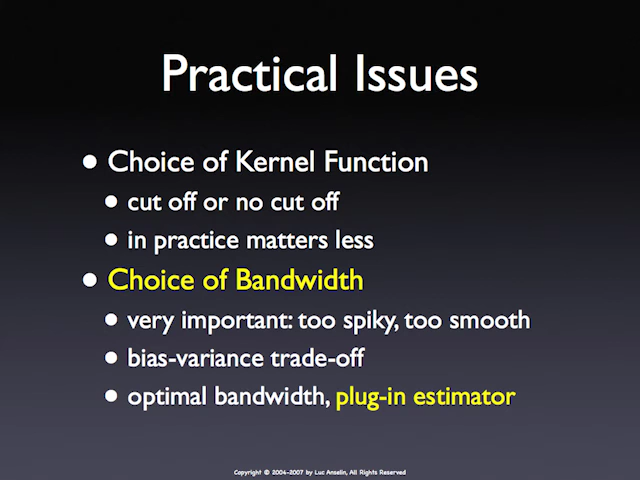 Practical Issues
• Choice of Kernel Function
• cut off or no cut off
• in practice matters less
• Choice of Bandwidth
• very important: too spiky, too smooth
• bias-variance trade-off
• optimal bandwidth, plug-in estimator
Copyright © 2004-2007 by Luc Anselin, All Rights Reserved